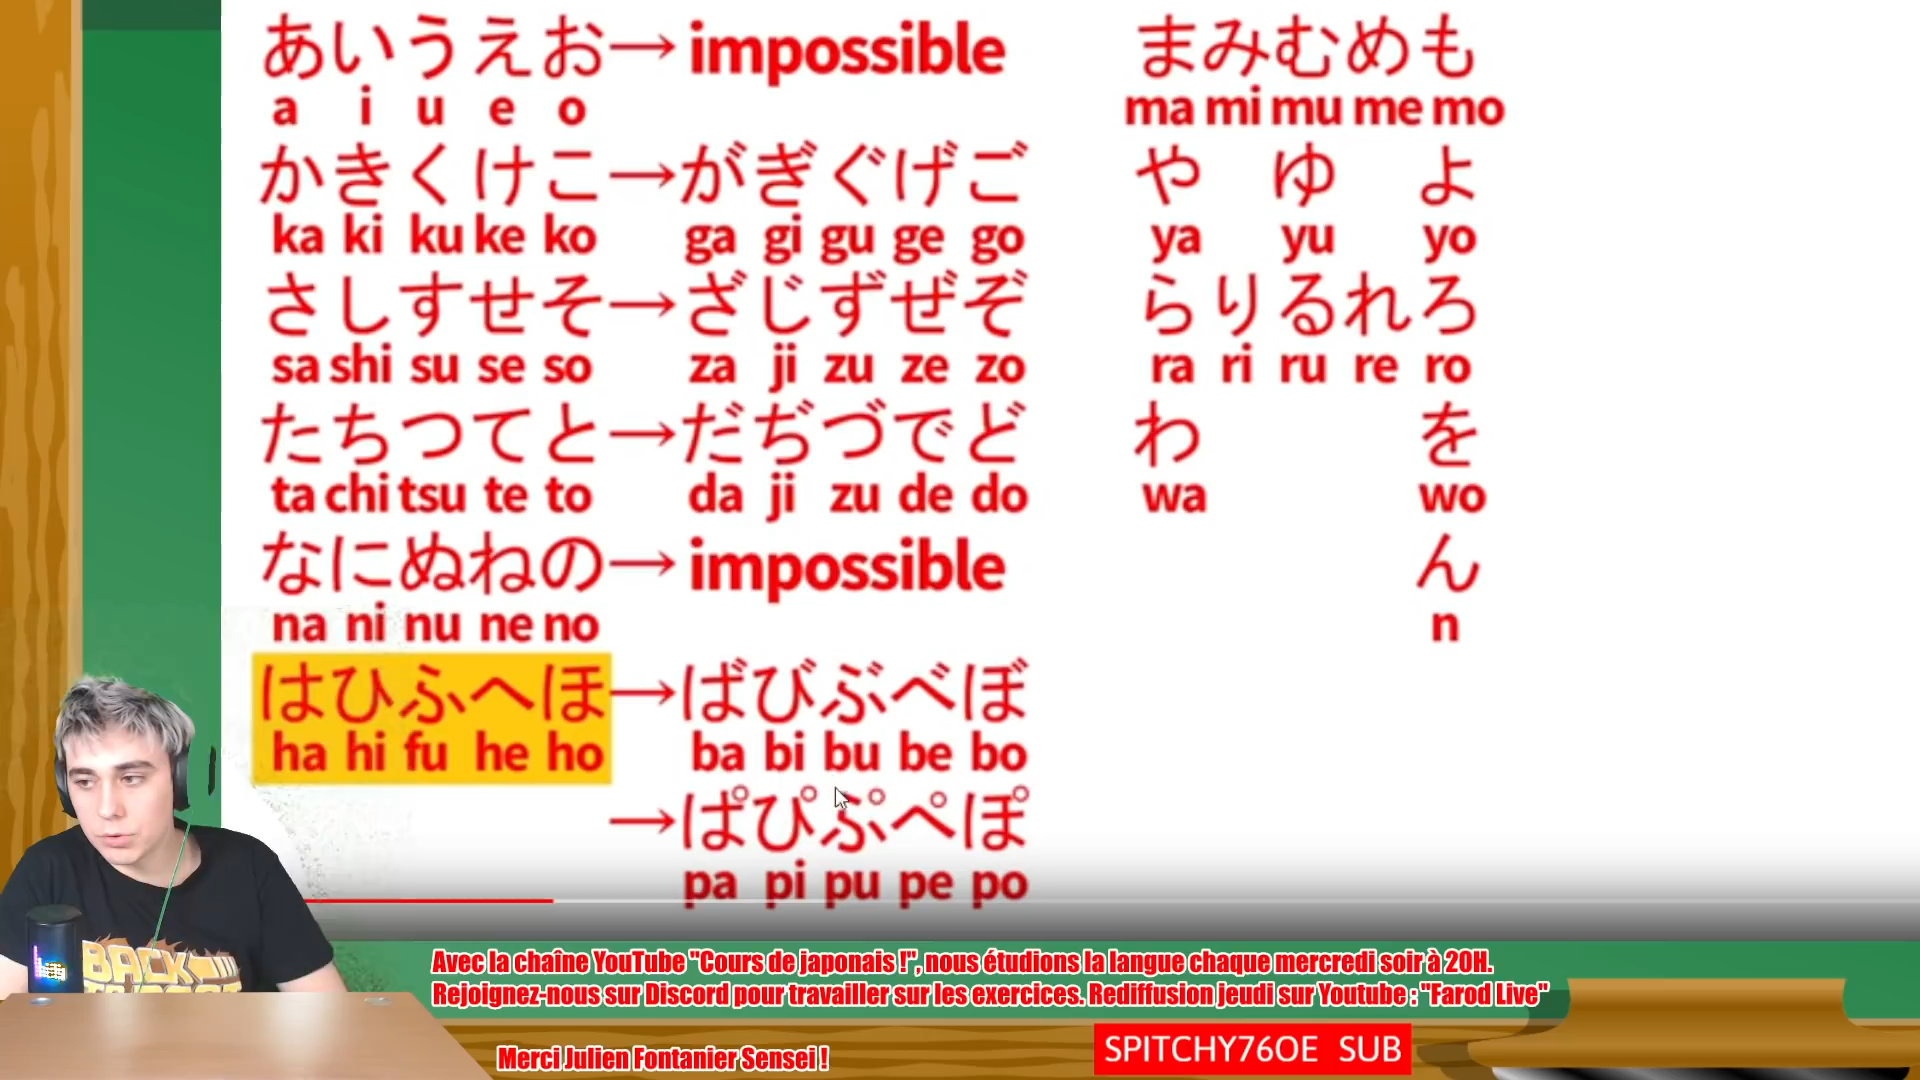 あいうえお→impossible まみむめも
a i u e o ma mi mu me mo
かきくけこ→がぎぐげご や ゆ よ
ka ki ku ke ko ga gi gu ge go ya yu yo
さしすせそ→ざじずぜぞ らりるれろ
sa shi su se so za ji zu ze zo ra ri ru re ro
たちつてと→だぢづでど わ を
ta chi tsu te to da ji zu de do wa wo
なにぬねの→impossible ん
na ni nu ne no n
はひふへほ→ばびぶべぼ
ha hi fu he ho ba bi bu be bo
→ぱぴぷぺぽ
pa pi pu pe po
BACK
Avec la chaîne YouTube "Cours de japonais !", nous étudions la langue chaque mercredi soir à 20H.
Rejoignez-nous sur Discord pour travailler sur les exercices. Rediffusion jeudi sur Youtube : "Farod Live"
Merci Julien Fontanier Sensei !
SPITCHY76OE SUB